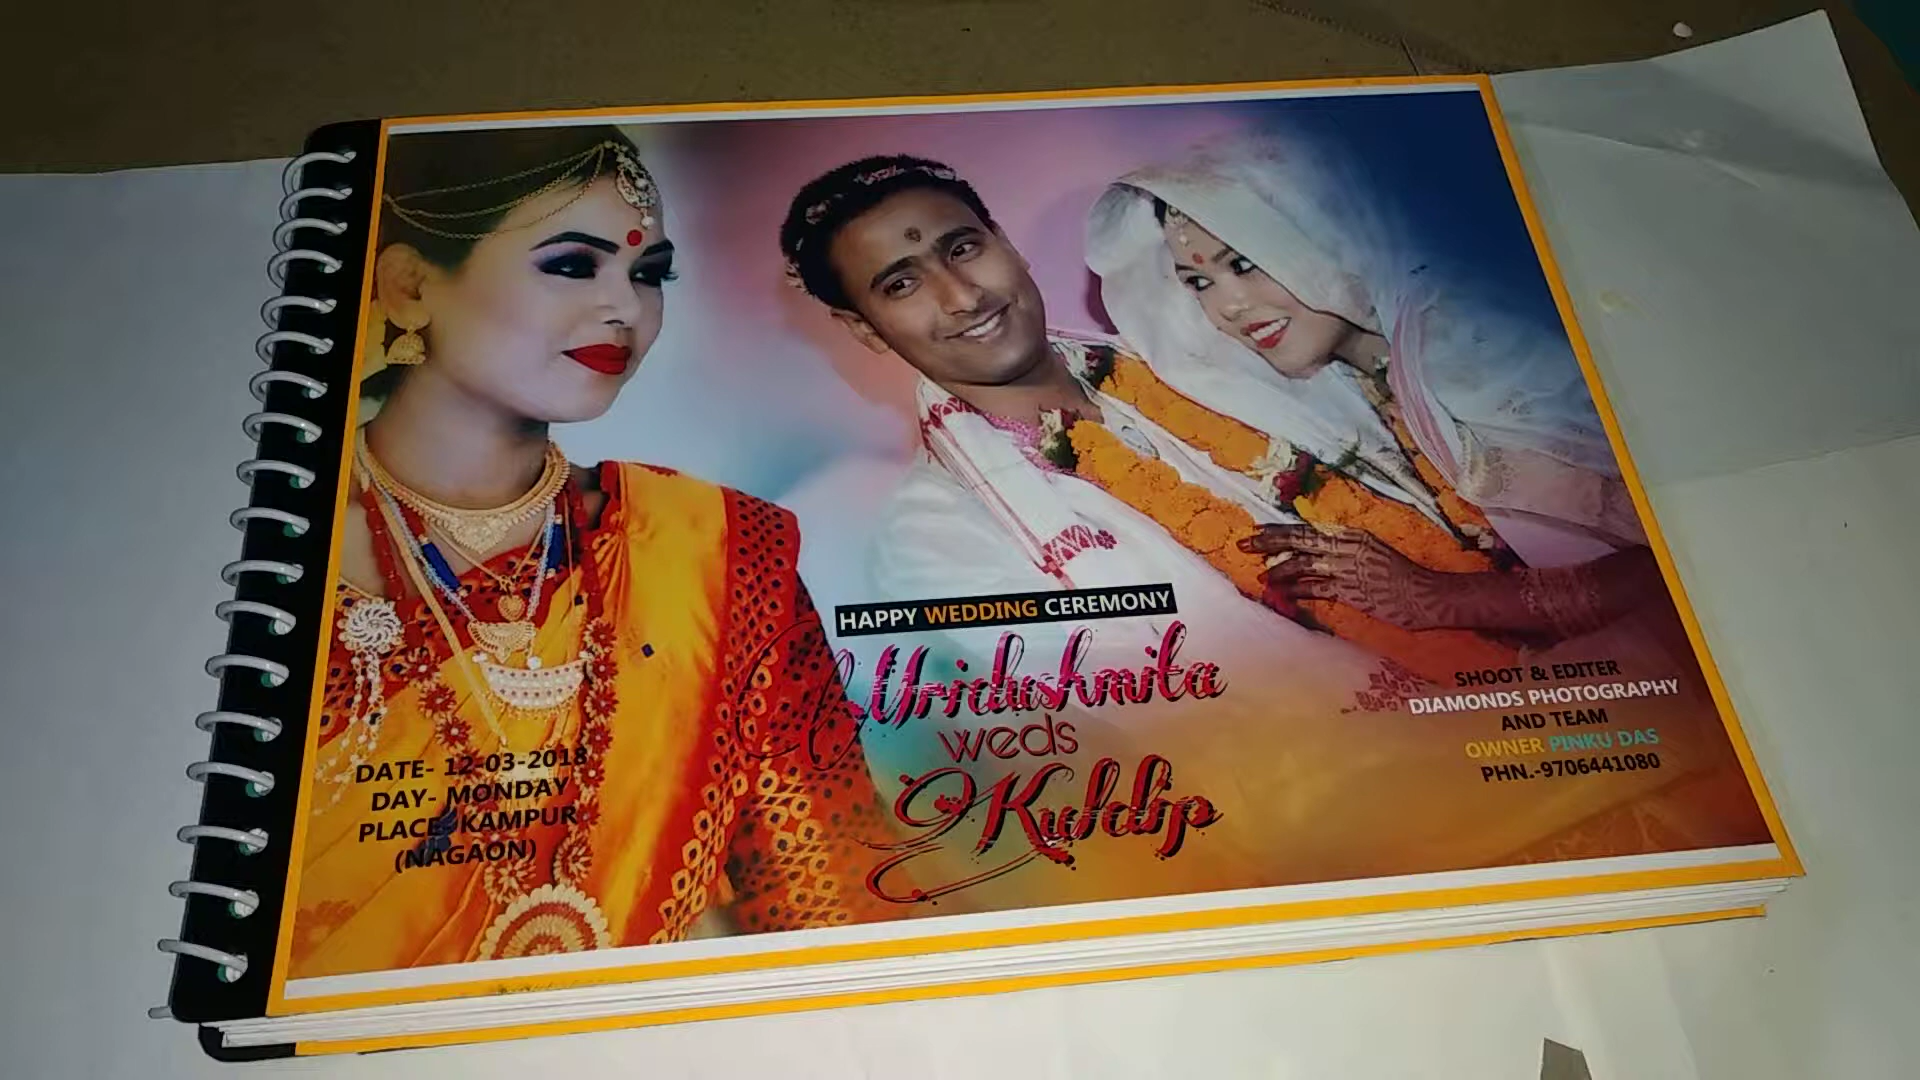 HAPPY WEDDING CEREMONY
Mridushmita
weds
Kuldip
DATE- 12-03-2018
DAY- MONDAY
PLACE- KAMPUR
(NAGAON)
SHOOT & EDITER
DIAMONDS PHOTOGRAPHY
AND TEAM
OWNER PINKU DAS
PHN.-9706441080